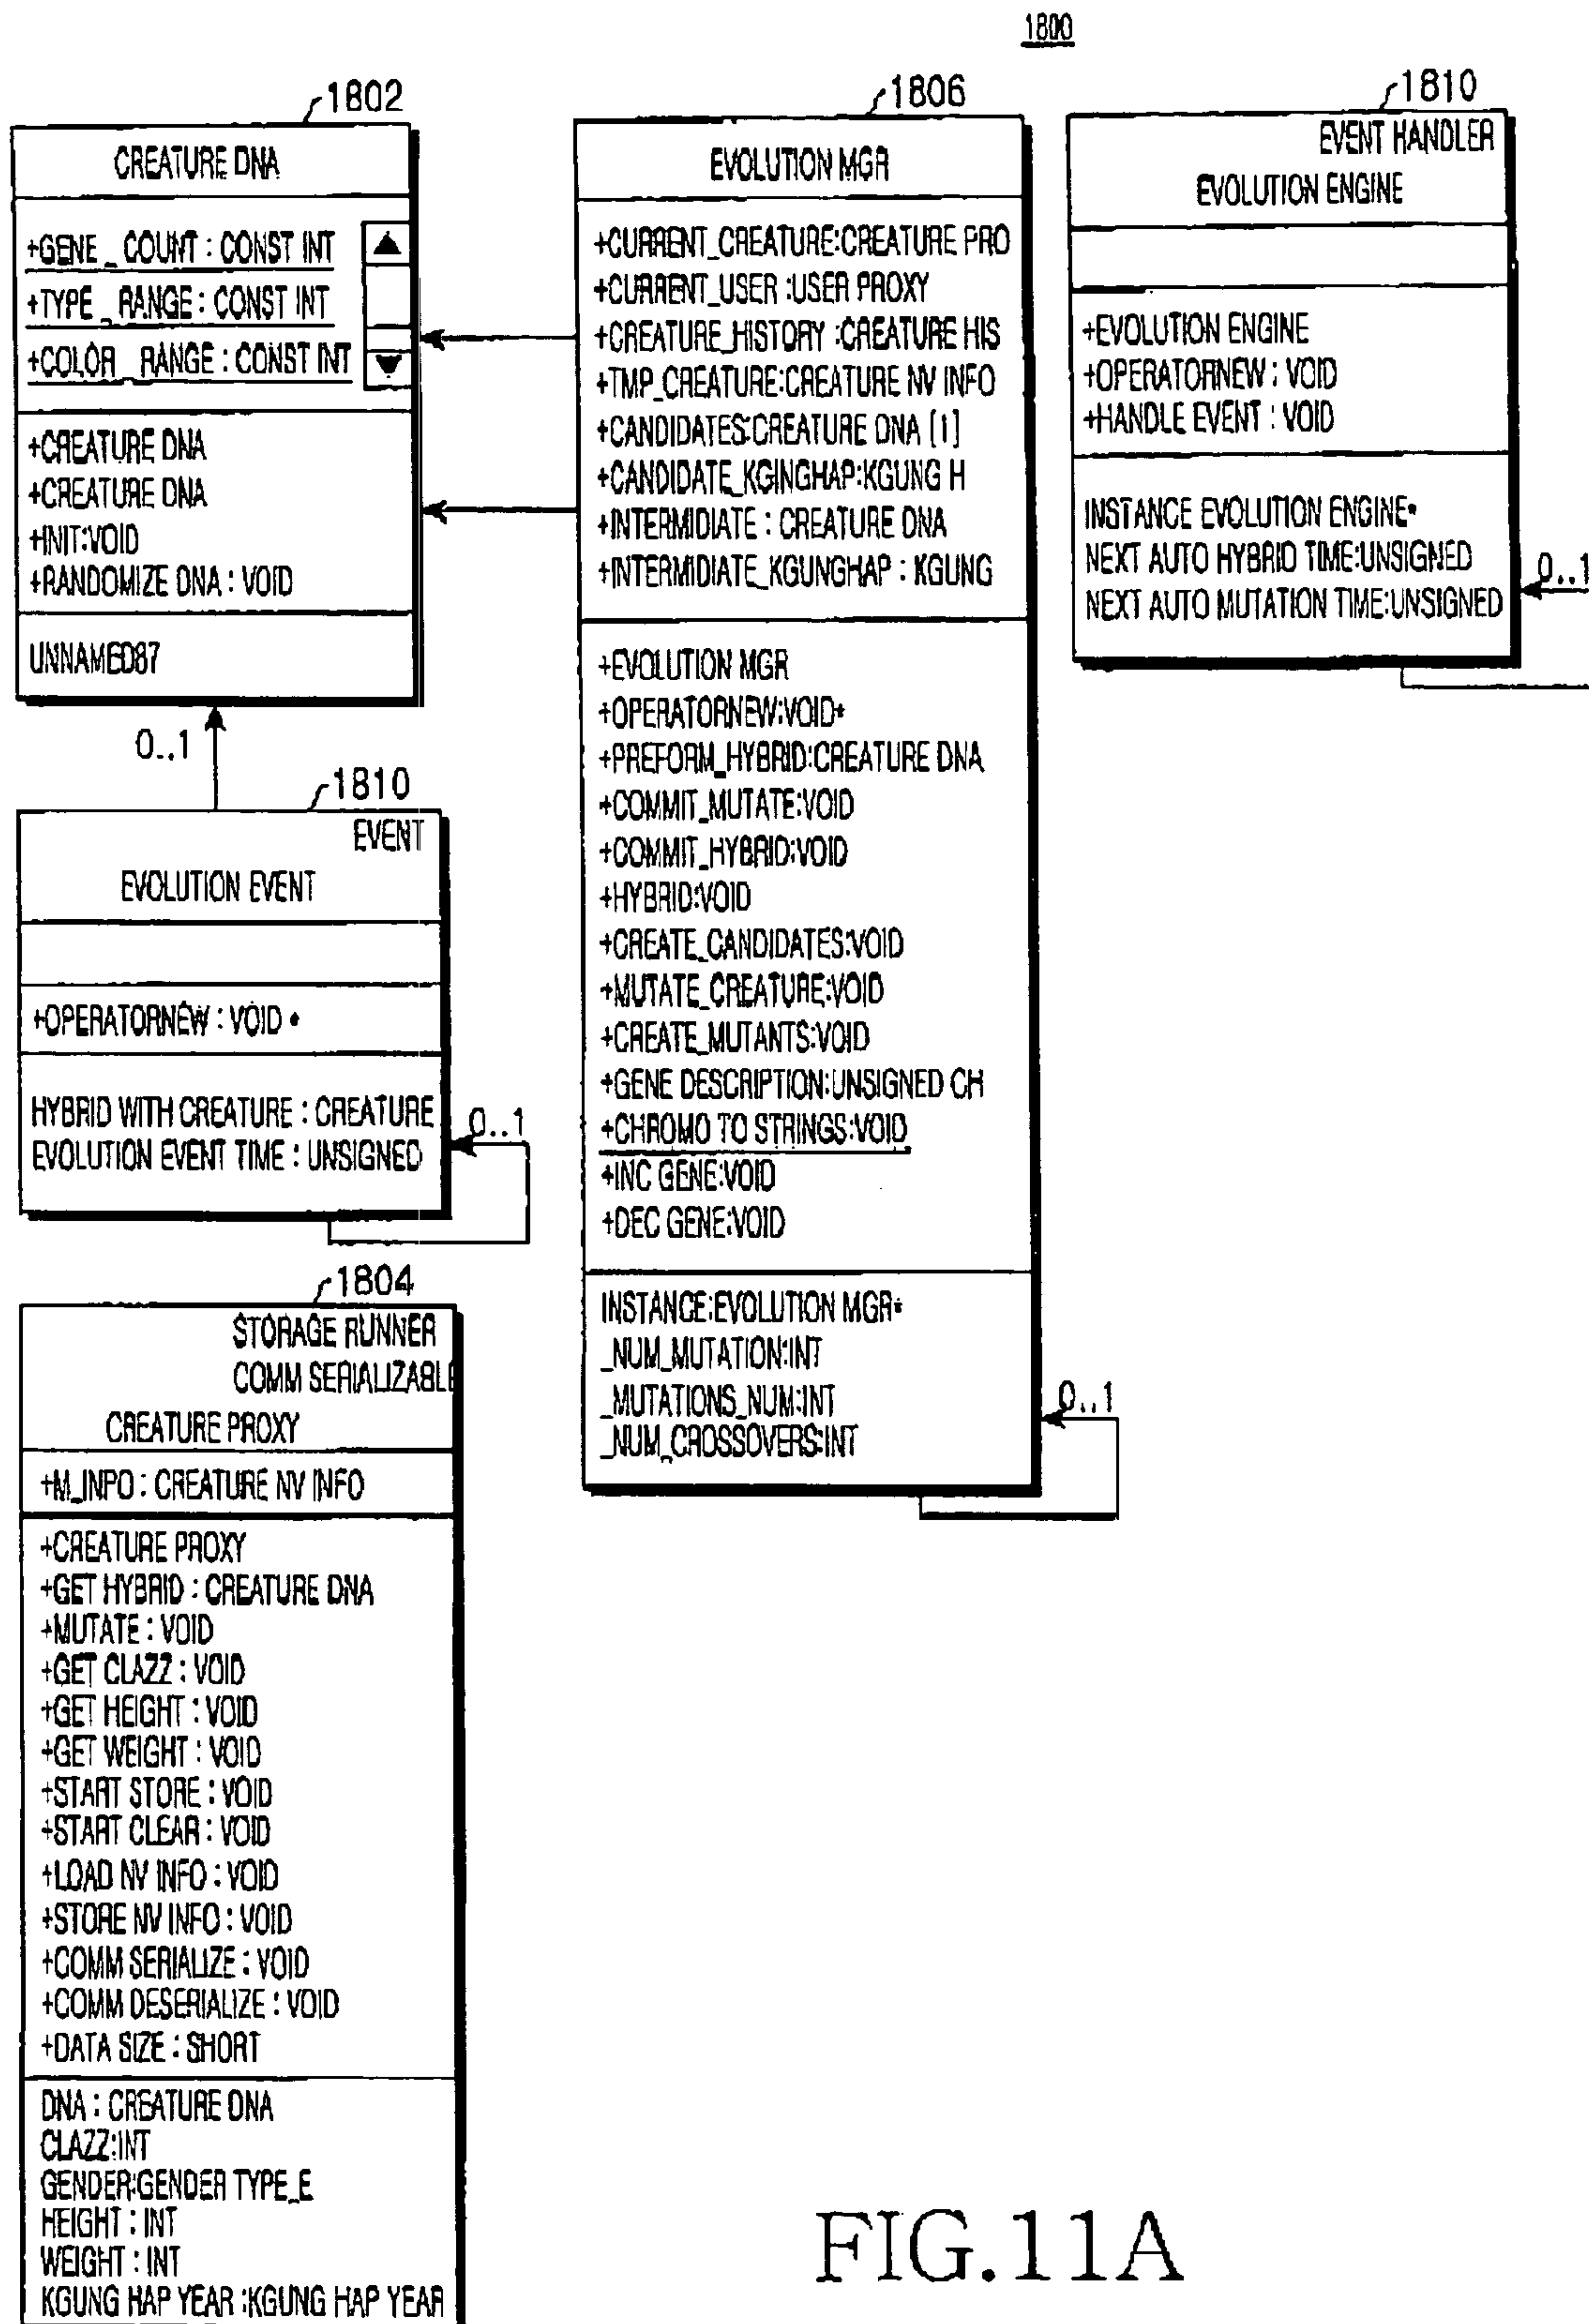 1800
1802
CREATURE DNA
+GENE_COUNT : CONST INT
+TYPE_RANGE : CONST INT
+COLOR_RANGE : CONST INT
+CREATURE DNA
+CREATURE DNA
+INIT:VOID
+RANDOMIZE DNA : VOID
UNNAMED87
0..1
1810
EVENT
EVOLUTION EVENT
+OPERATORNEW : VOID *
HYBRID WITH CREATURE : CREATURE
EVOLUTION EVENT TIME : UNSIGNED
0..1
1804
STORAGE RUNNER
COMM SERIALIZABLE
CREATURE PROXY
+M_INPO : CREATURE NV INFO
+CREATURE PROXY
+GET HYBRID : CREATURE DNA
+MUTATE : VOID
+GET CLAZZ : VOID
+GET HEIGHT : VOID
+GET WEIGHT : VOID
+START STORE : VOID
+START CLEAR : VOID
+LOAD NV INFO : VOID
+STORE NV INFO : VOID
+COMM SERIALIZE : VOID
+COMM DESERIALIZE : VOID
+DATA SIZE : SHORT
DNA : CREATURE DNA
CLAZZ:INT
GENDER:GENDER TYPE_E
HEIGHT : INT
WEIGHT : INT
KGUNG HAP YEAR :KGUNG HAP YEAR
1806
EVOLUTION MGR
+CURRENT_CREATURE:CREATURE PRO
+CURRENT_USER :USER PROXY
+CREATURE_HISTORY :CREATURE HIS
+TMP_CREATURE:CREATURE NV INFO
+CANDIDATES:CREATURE DNA [1]
+CANDIDATE_KGINGHAP:KGUNG H
+INTERMIDIATE : CREATURE DNA
+INTERMIDIATE_KGUNGHAP : KGUNG
+EVOLUTION MGR
+OPERATORNEW:VOID*
+PREFORM_HYBRID:CREATURE DNA
+COMMIT_MUTATE:VOID
+COMMIT_HYBRID:VOID
+HYBRID:VOID
+CREATE_CANDIDATES:VOID
+MUTATE_CREATURE:VOID
+CREATE_MUTANTS:VOID
+GENE DESCRIPTION:UNSIGNED CH
+CHROMO TO STRINGS:VOID
+INC GENE:VOID
+DEC GENE:VOID
INSTANCE:EVOLUTION MGR*
_NUM_MUTATION:INT
_MUTATIONS_NUM:INT
_NUM_CROSSOVERS:INT
0..1
1810
EVENT HANDLER
EVOLUTION ENGINE
+EVOLUTION ENGINE
+OPERATORNEW : VOID
+HANDLE EVENT : VOID
INSTANCE EVOLUTION ENGINE*
NEXT AUTO HYBRID TIME:UNSIGNED
NEXT AUTO MUTATION TIME:UNSIGNED
0..1
FIG.11A